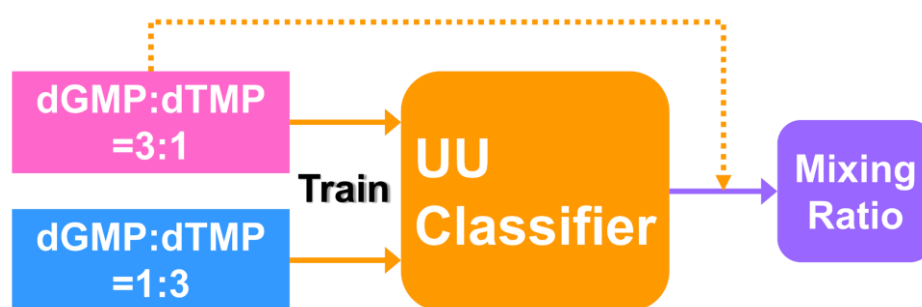 dGMP:dTMP
=3:1
Train
UU
Classifier
dGMP:dTMP
=1:3
Mixing
Ratio